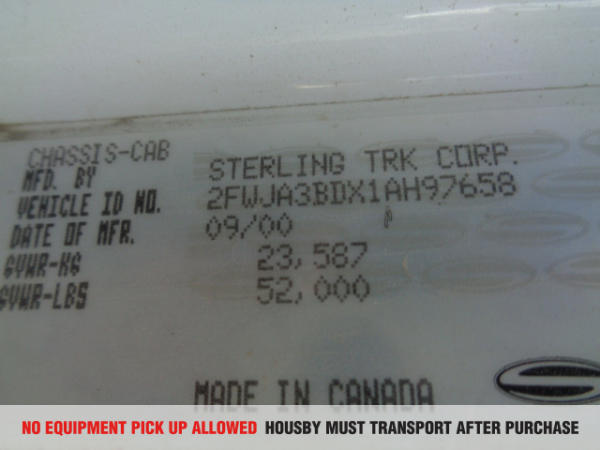 CHASSIS-CAB
MFD. BY STERLING TRK CORP.
VEHICLE ID NO. 2FWJA3BDX1AH97658
DATE OF MFR. 09/00
GVWR-KG 23,587
GVWR-LBS 52,000
MADE IN CANADA
NO EQUIPMENT PICK UP ALLOWED HOUSBY MUST TRANSPORT AFTER PURCHASE